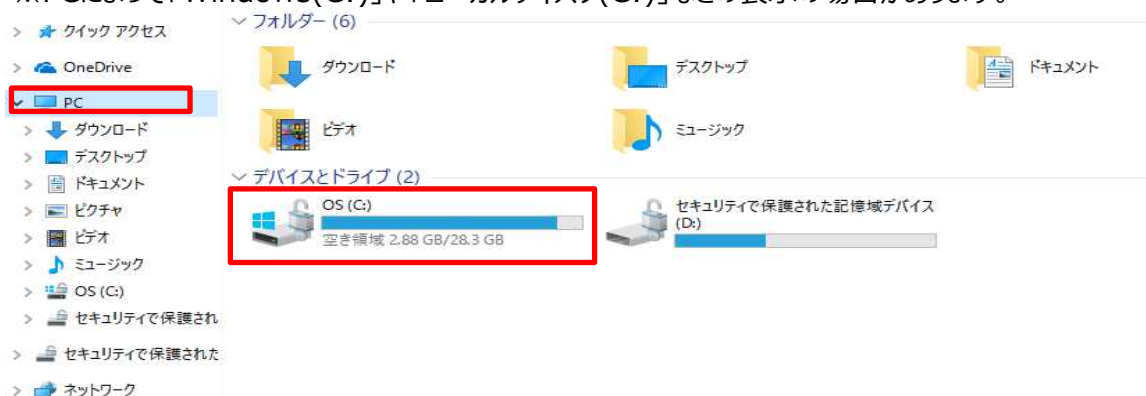 クイック アクセス
OneDrive
PC
ダウンロード
デスクトップ
ドキュメント
ピクチャ
ビデオ
ミュージック
OS (C:)
セキュリティで保護され
セキュリティで保護された
ネットワーク
フォルダー (6)
ダウンロード
デスクトップ
ドキュメント
ビデオ
ミュージック
デバイスとドライブ (2)
OS (C:)
空き領域 2.88 GB/28.3 GB
セキュリティで保護された記憶域デバイス
(D:)